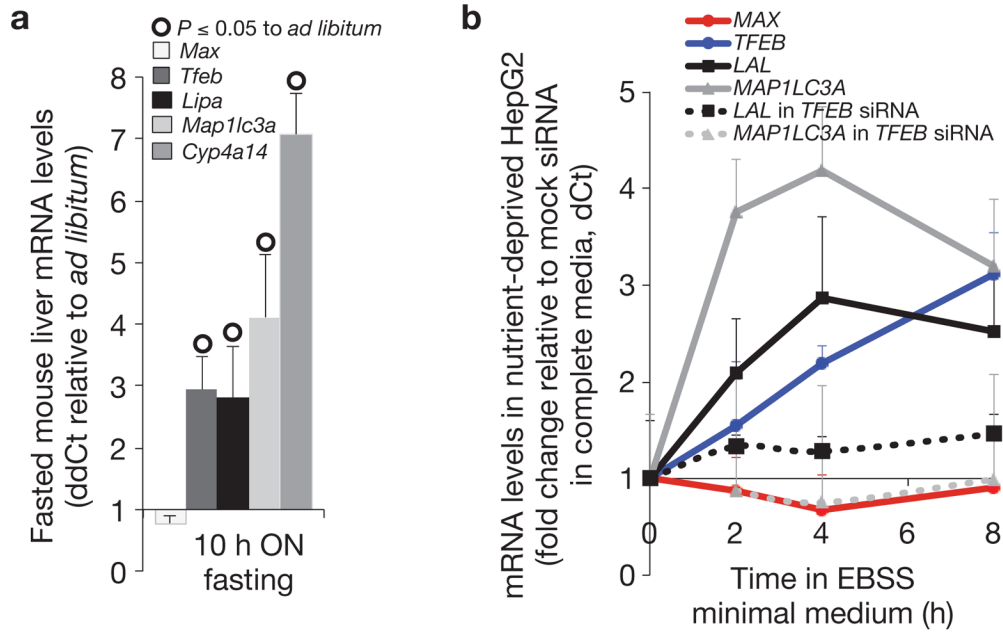 a
P ≤ 0.05 to ad libitum
Max
Tfeb
Lipa
Map1lc3a
Cyp4a14
Fasted mouse liver mRNA levels
(ddCt relative to ad libitum)
8
7
6
5
4
3
2
1
0
10 h ON
fasting
b
MAX
TFEB
LAL
MAP1LC3A
LAL in TFEB siRNA
MAP1LC3A in TFEB siRNA
mRNA levels in nutrient-deprived HepG2
(fold change relative to mock siRNA
in complete media, dCt)
5
4
3
2
1
0
0 2 4 6 8
Time in EBSS
minimal medium (h)